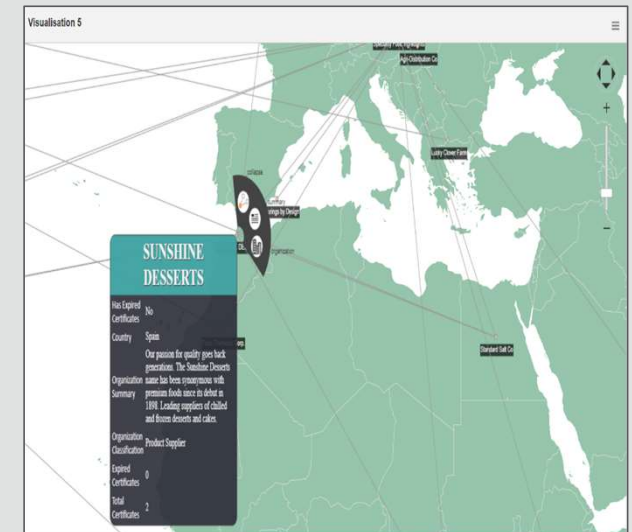 Visualisation 5
Agri-Distribution Co
Lucky Clover Farm
collapse
summary
ings by Design
organization
Standard Salt Co
SUNSHINE
DESSERTS
Has Expired
Certificates
No
Country
Spain
Organization
Summary
Our passion for quality goes back
generations. The Sunshine Desserts
name has been synonymous with
premium foods since its debut in
1898. Leading suppliers of chilled
and frozen desserts and cakes.
Organization
Classification
Product Supplier
Expired
Certificates
0
Total
Certificates
2